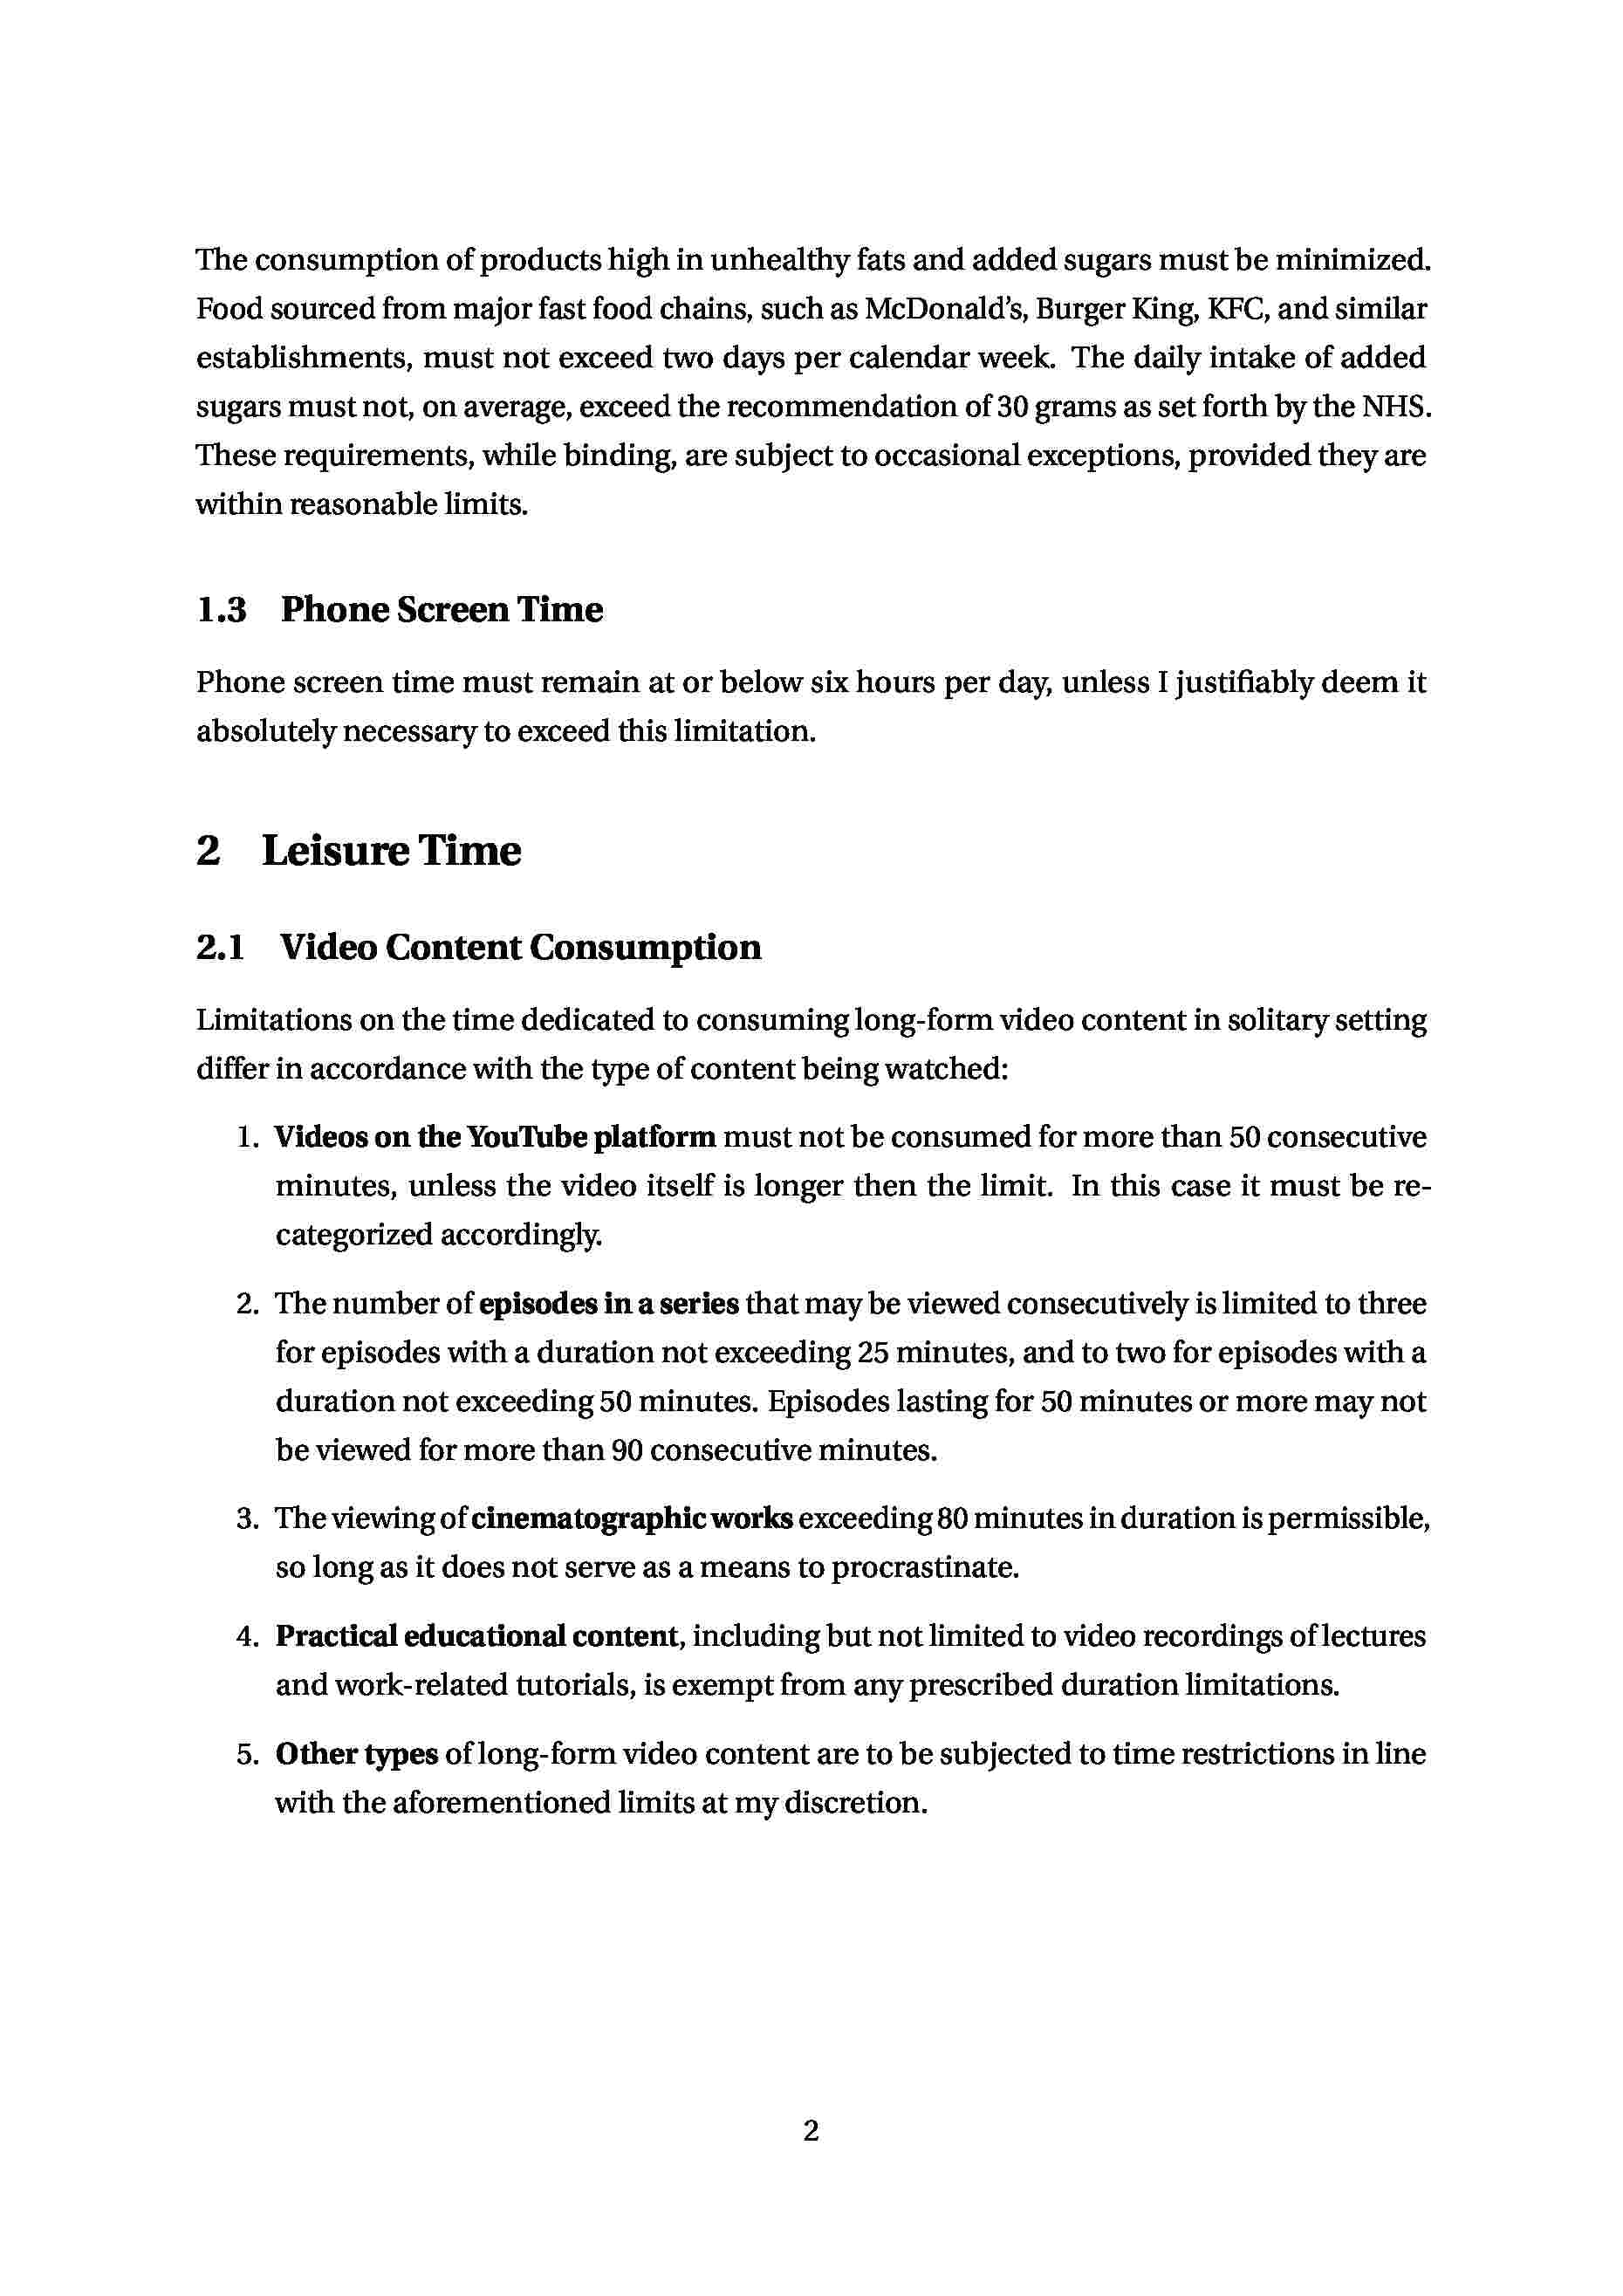 The consumption of products high in unhealthy fats and added sugars must be minimized.
Food sourced from major fast food chains, such as McDonald's, Burger King, KFC, and similar
establishments, must not exceed two days per calendar week. The daily intake of added
sugars must not, on average, exceed the recommendation of 30 grams as set forth by the NHS.
These requirements, while binding, are subject to occasional exceptions, provided they are
within reasonable limits.
1.3 Phone Screen Time
Phone screen time must remain at or below six hours per day, unless I justifiably deem it
absolutely necessary to exceed this limitation.
2 Leisure Time
2.1 Video Content Consumption
Limitations on the time dedicated to consuming long-form video content in solitary setting
differ in accordance with the type of content being watched:
1. Videos on the YouTube platform must not be consumed for more than 50 consecutive
minutes, unless the video itself is longer then the limit. In this case it must be re-
categorized accordingly.
2. The number of episodes in a series that may be viewed consecutively is limited to three
for episodes with a duration not exceeding 25 minutes, and to two for episodes with a
duration not exceeding 50 minutes. Episodes lasting for 50 minutes or more may not
be viewed for more than 90 consecutive minutes.
3. The viewing of cinematographic works exceeding 80 minutes in duration is permissible,
so long as it does not serve as a means to procrastinate.
4. Practical educational content, including but not limited to video recordings of lectures
and work-related tutorials, is exempt from any prescribed duration limitations.
5. Other types of long-form video content are to be subjected to time restrictions in line
with the aforementioned limits at my discretion.
2